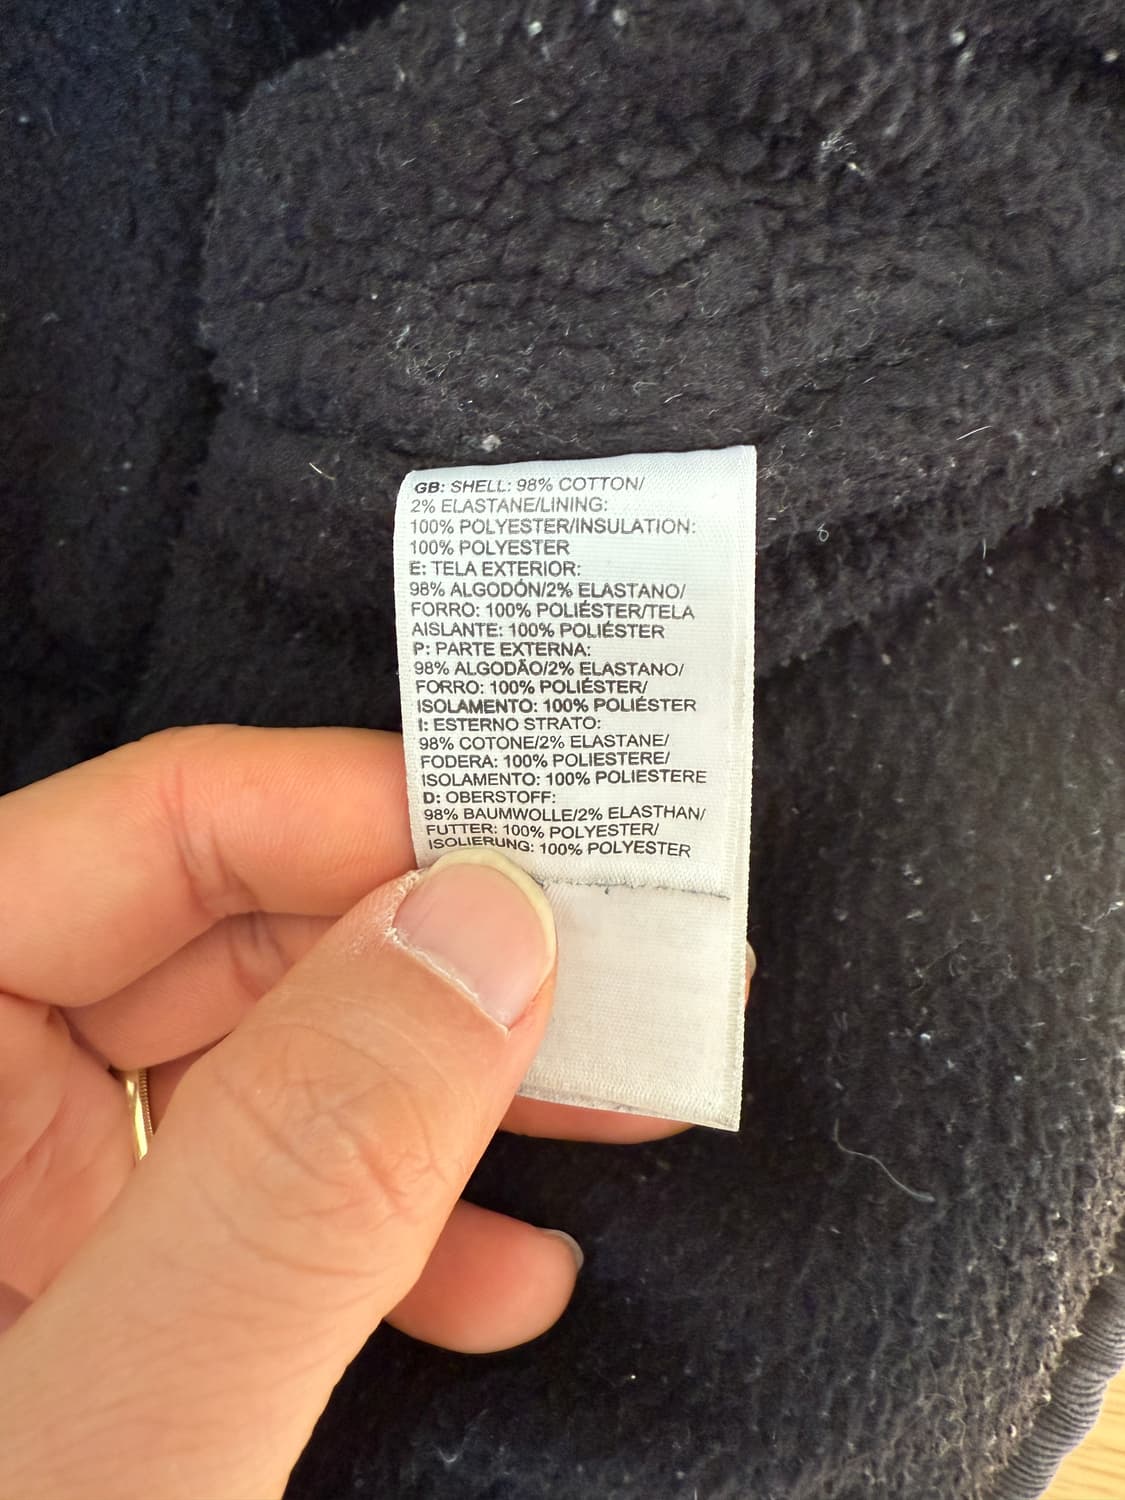 GB: SHELL: 98% COTTON/
2% ELASTANE/LINING:
100% POLYESTER/INSULATION:
100% POLYESTER
E: TELA EXTERIOR:
98% ALGODÓN/2% ELASTANO/
FORRO: 100% POLIÉSTER/TELA
AISLANTE: 100% POLIÉSTER
P: PARTE EXTERNA:
98% ALGODÃO/2% ELASTANO/
FORRO: 100% POLIÉSTER/
ISOLAMENTO: 100% POLIÉSTER
I: ESTERNO STRATO:
98% COTONE/2% ELASTANE/
FODERA: 100% POLIESTERE/
ISOLAMENTO: 100% POLIESTERE
D: OBERSTOFF:
98% BAUMWOLLE/2% ELASTHAN/
FUTTER: 100% POLYESTER/
ISOLIERUNG: 100% POLYESTER